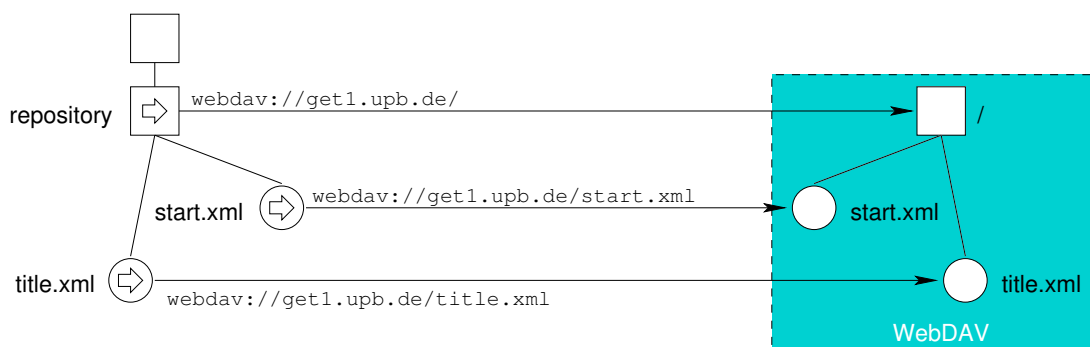 repository
webdav://get1.upb.de/
/
start.xml
webdav://get1.upb.de/start.xml
start.xml
title.xml
webdav://get1.upb.de/title.xml
title.xml
WebDAV